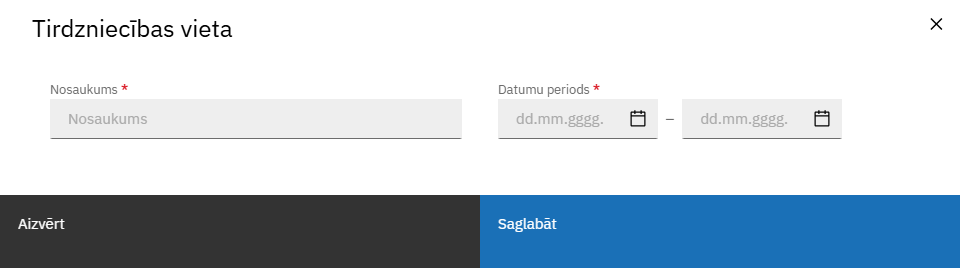 Tirdzniecības vieta
Nosaukums *
Datumu periods *
Nosaukums
dd.mm.gggg. – dd.mm.gggg.
Aizvērt
Saglabāt